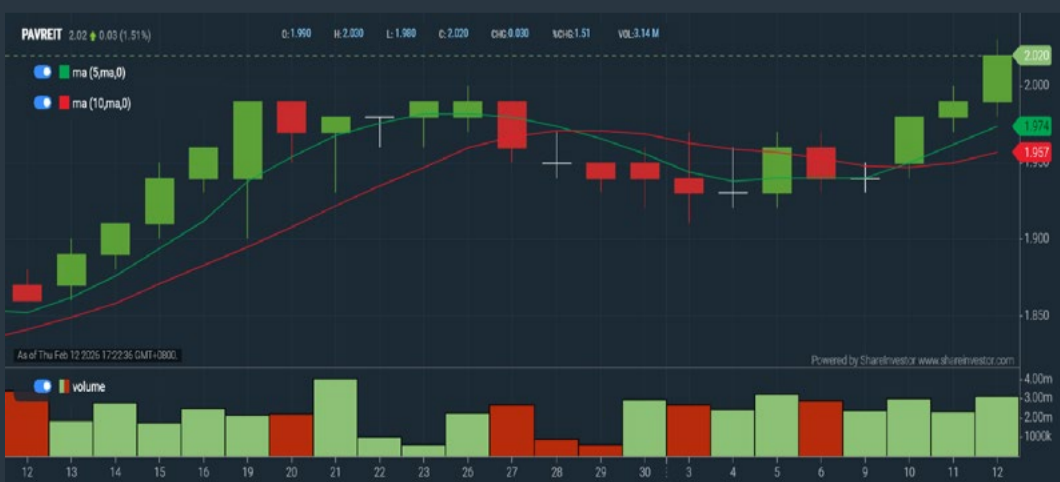 PAVREIT 2.02 0.03 (1.51%) O:1.990 H:2.030 L:1.980 C:2.020 CHG:0.030 %CHG:1.51 VOL:3.14 M
ma (5,ma,0)
ma (10,ma,0)
2.020
2.000
1.974
1.957
1.950
1.900
1.850
As of Thu Feb 12 2026 17:22:36 GMT+0800.
Powered by ShareInvestor www.shareinvestor.com
volume
4.00m
3.00m
2.00m
1000k
12 13 14 15 16 19 20 21 22 23 26 27 28 29 30 3 4 5 6 9 10 11 12